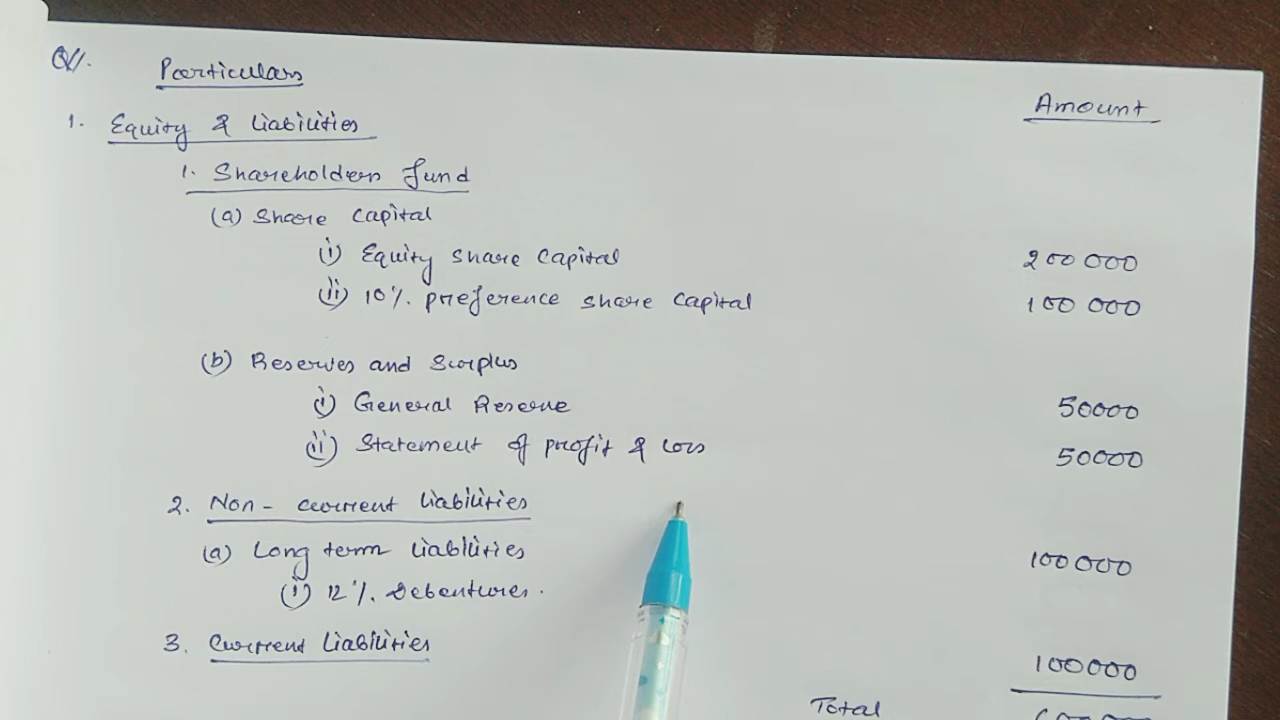 Q1.
Particulars
Amount
1. Equity & Liabilities
1. Shareholders fund
(a) Share Capital
(i) Equity Share Capital 200 000
(ii) 10%. preference Share Capital 100 000
(b) Reserves and Surplus
(i) General Reserve 50000
(ii) Statement of profit & loss 50000
2. Non - current liabilities
(a) Long term liablities 100000
(i) 12%. Debentures.
3. Current Liabilities
100000
Total